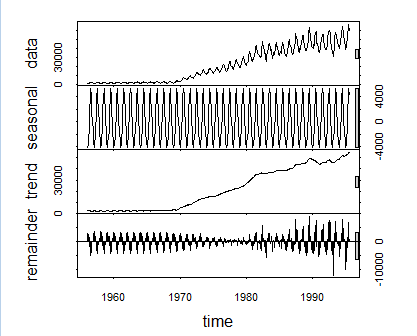 data
0 30000
seasonal
-4000 0 4000
trend
0 30000
remainder
-10000 0
1960 1970 1980 1990
time